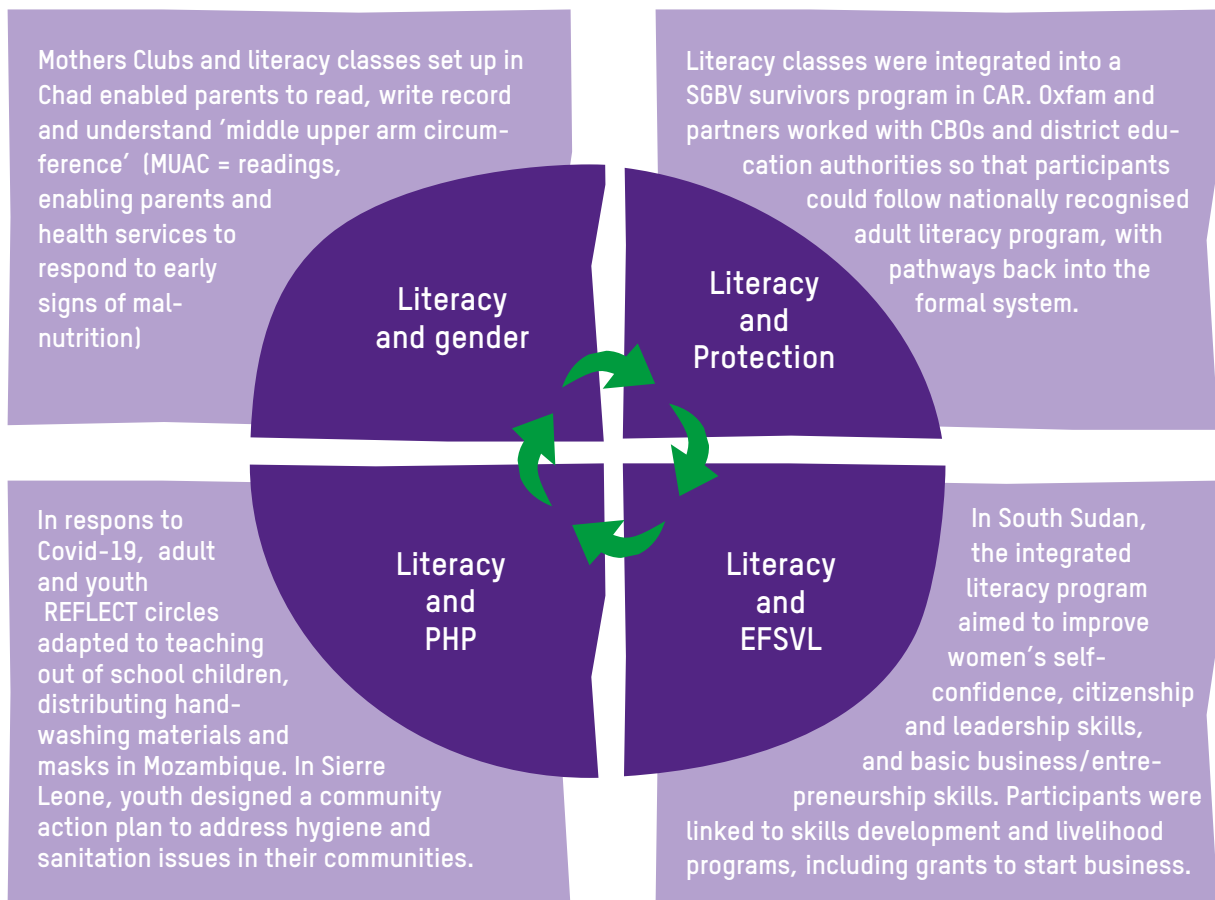 Mothers Clubs and literacy classes set up in
Chad enabled parents to read, write record
and understand ‘middle upper arm circum-
ference’ (MUAC = readings,
enabling parents and
health services to
respond to early
signs of mal-
nutrition)
Literacy
and gender
Literacy classes were integrated into a
SGBV survivors program in CAR. Oxfam and
partners worked with CBOs and district edu-
cation authorities so that participants
could follow nationally recognised
adult literacy program, with
pathways back into the
formal system.
Literacy
and
Protection
In respons to
Covid-19, adult
and youth
REFLECT circles
adapted to teaching
out of school children,
distributing hand-
washing materials and
masks in Mozambique. In Sierre
Leone, youth designed a community
action plan to address hygiene and
sanitation issues in their communities.
Literacy
and
PHP
Literacy
and
EFSVL
In South Sudan,
the integrated
literacy program
aimed to improve
women’s self-
confidence, citizenship
and leadership skills,
and basic business/entre-
preneurship skills. Participants were
linked to skills development and livelihood
programs, including grants to start business.